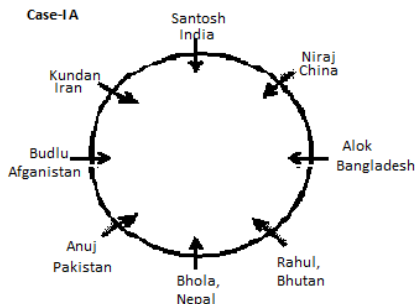 Case-I A
Santosh
India
Niraj
China
Kundan
Iran
Alok
Bangladesh
Budlu
Afganistan
Anuj
Pakistan
Rahul,
Bhutan
Bhola,
Nepal